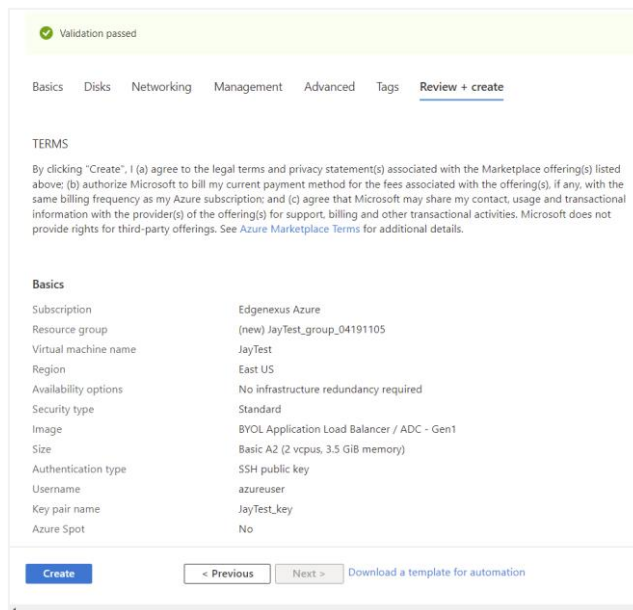 Validation passed
Basics Disks Networking Management Advanced Tags Review + create
TERMS
By clicking "Create", I (a) agree to the legal terms and privacy statement(s) associated with the Marketplace offering(s) listed
above; (b) authorize Microsoft to bill my current payment method for the fees associated with the offering(s), if any, with the
same billing frequency as my Azure subscription; and (c) agree that Microsoft may share my contact, usage and transactional
information with the provider(s) of the offering(s) for support, billing and other transactional activities. Microsoft does not
provide rights for third-party offerings. See Azure Marketplace Terms for additional details.
Basics
Subscription Edgenexus Azure
Resource group (new) JayTest_group_04191105
Virtual machine name JayTest
Region East US
Availability options No infrastructure redundancy required
Security type Standard
Image BYOL Application Load Balancer / ADC - Gen1
Size Basic A2 (2 vcpus, 3.5 GiB memory)
Authentication type SSH public key
Username azureuser
Key pair name JayTest_key
Azure Spot No
Create < Previous Next > Download a template for automation